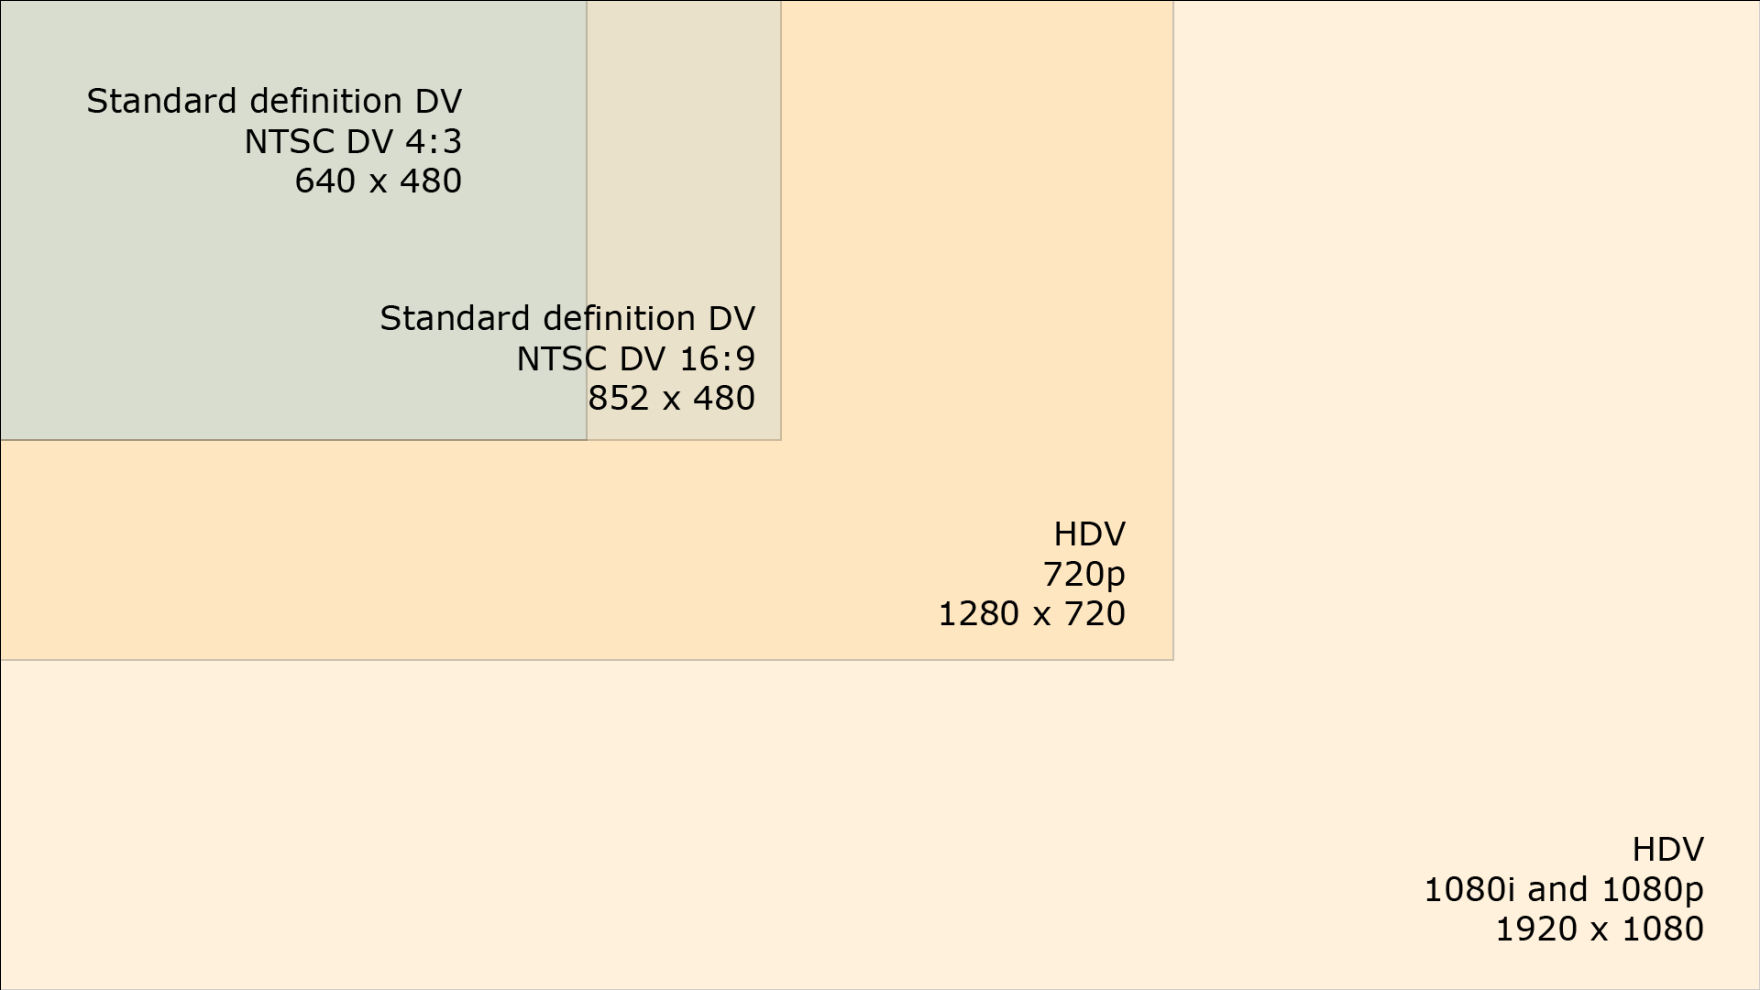 Standard definition DV
NTSC DV 4:3
640 x 480
Standard definition DV
NTSC DV 16:9
852 x 480
HDV
720p
1280 x 720
HDV
1080i and 1080p
1920 x 1080